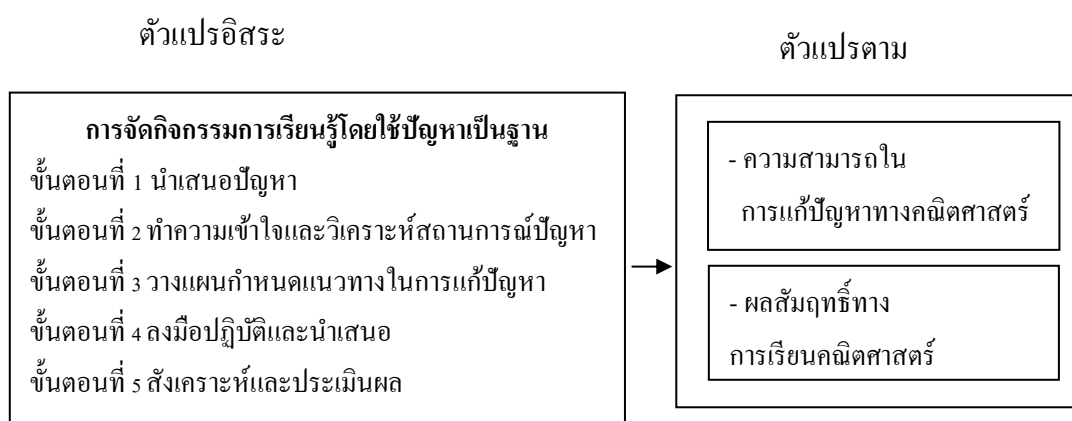 ตัวแปรอิสระ
ตัวแปรตาม
การจัดกิจกรรมการเรียนรู้โดยใช้ปัญหาเป็นฐาน
ขั้นตอนที่ 1 นำเสนอปัญหา
ขั้นตอนที่ 2 ทำความเข้าใจและวิเคราะห์สถานการณ์ปัญหา
ขั้นตอนที่ 3 วางแผนกำหนดแนวทางในการแก้ปัญหา
ขั้นตอนที่ 4 ลงมือปฏิบัติและนำเสนอ
ขั้นตอนที่ 5 สังเคราะห์และประเมินผล
- ความสามารถใน
การแก้ปัญหาทางคณิตศาสตร์
- ผลสัมฤทธิ์ทาง
การเรียนคณิตศาสตร์